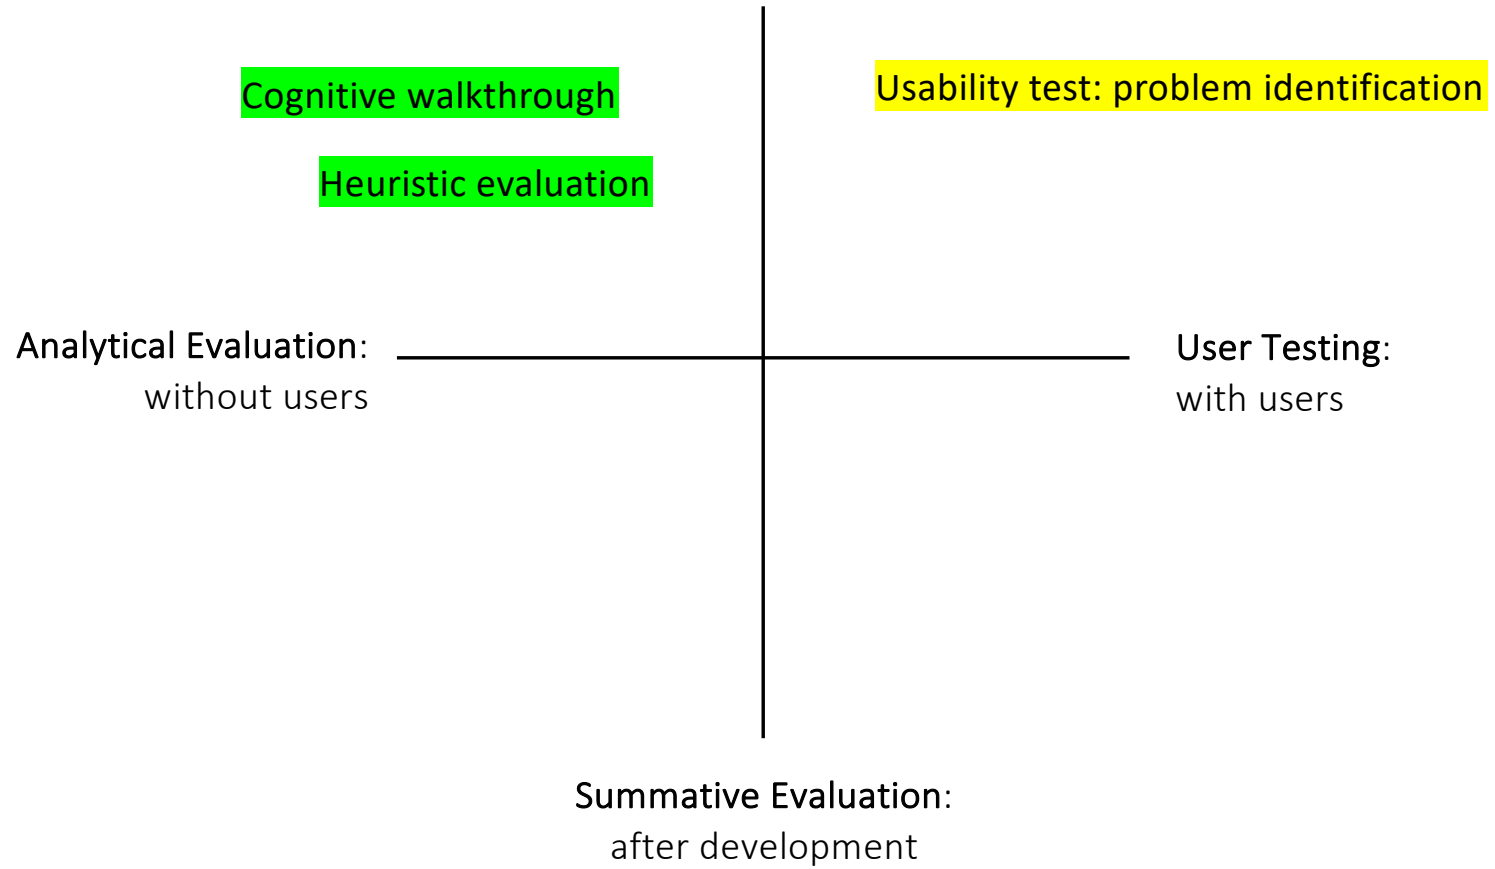 Cognitive walkthrough
Usability test: problem identification
Heuristic evaluation
Analytical Evaluation:
without users
User Testing:
with users
Summative Evaluation:
after development